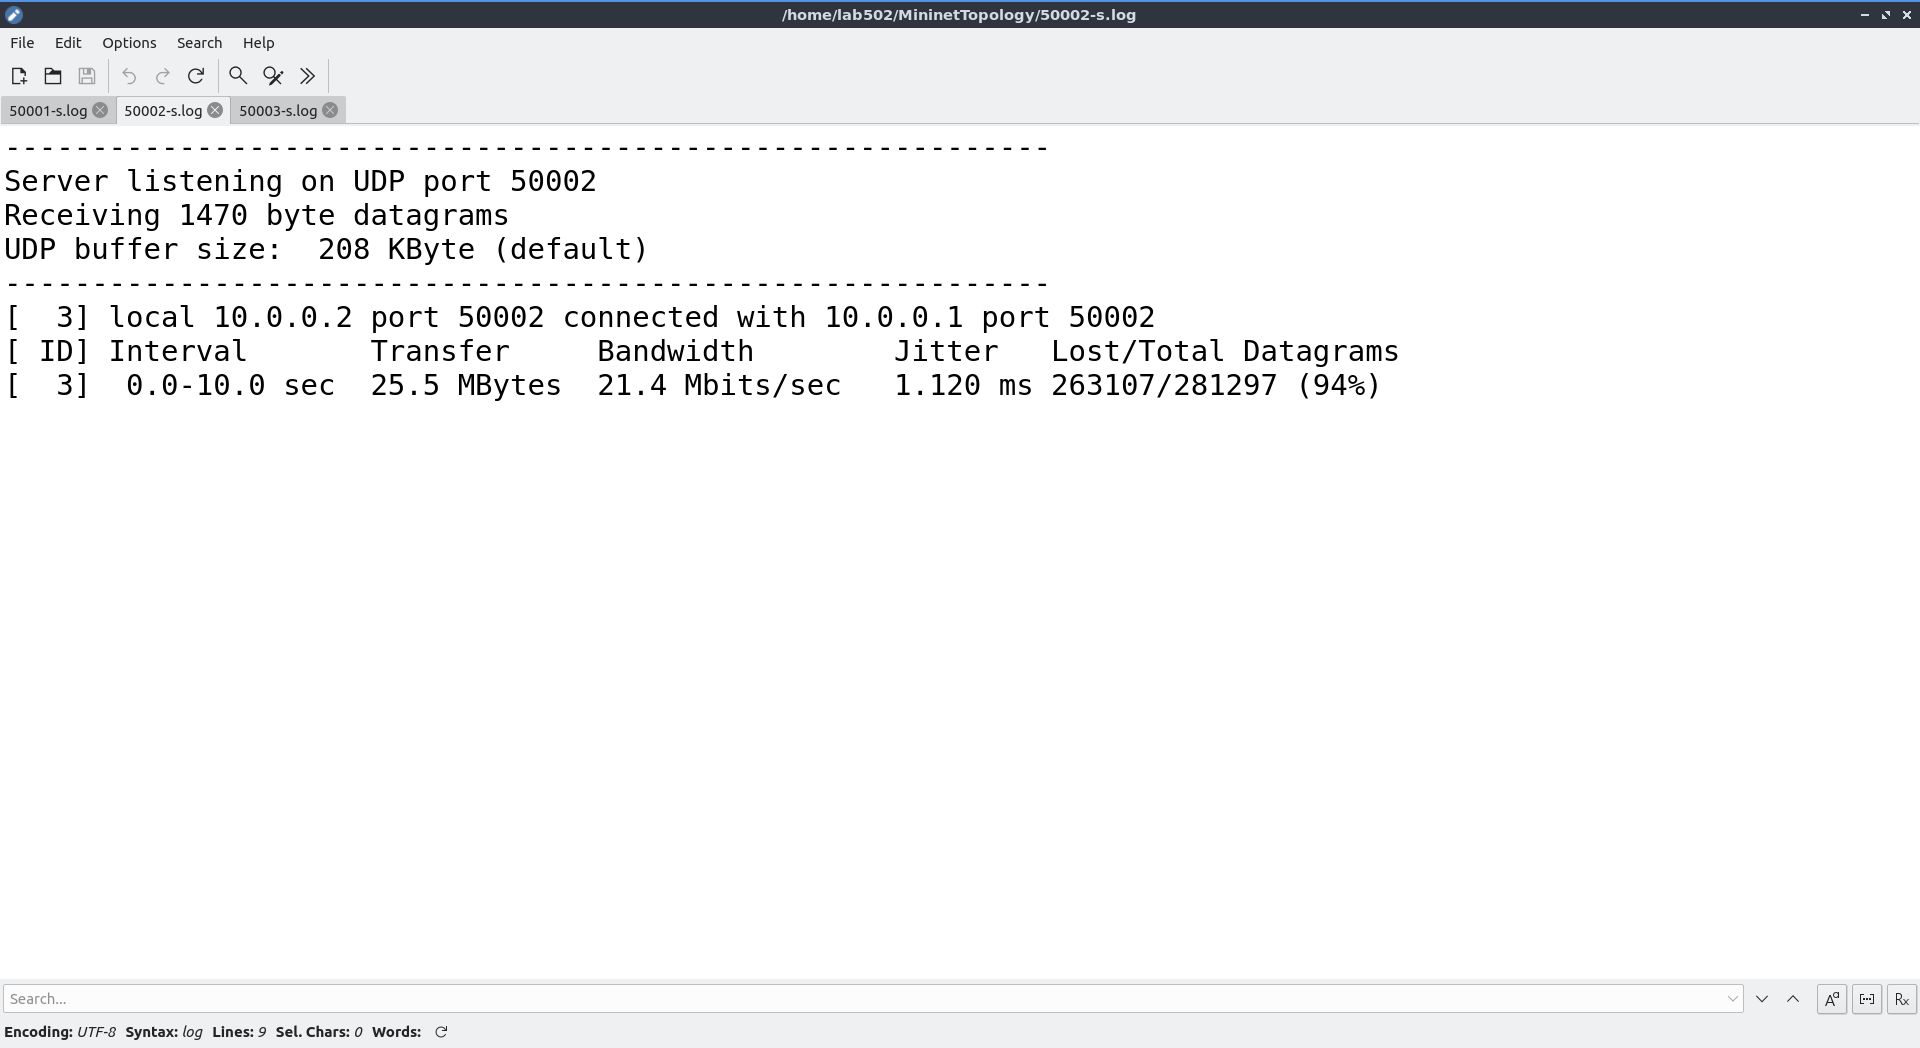 /home/lab502/MininetTopology/50002-s.log
File Edit Options Search Help
50001-s.log 50002-s.log 50003-s.log
------------------------------------------------------------
Server listening on UDP port 50002
Receiving 1470 byte datagrams
UDP buffer size:  208 KByte (default)
------------------------------------------------------------
[  3] local 10.0.0.2 port 50002 connected with 10.0.0.1 port 50002
[ ID] Interval       Transfer     Bandwidth        Jitter   Lost/Total Datagrams
[  3]  0.0-10.0 sec  25.5 MBytes  21.4 Mbits/sec   1.120 ms 263107/281297 (94%)
Search...
Encoding: UTF-8 Syntax: log Lines: 9 Sel. Chars: 0 Words: